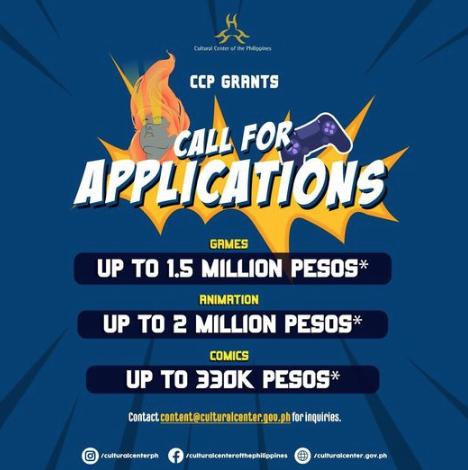 Cultural Center of the Philippines
CCP GRANTS
CALL FOR
APPLICATIONS
GAMES
UP TO 1.5 MILLION PESOS*
ANIMATION
UP TO 2 MILLION PESOS*
COMICS
UP TO 330K PESOS*
Contact content@culturalcenter.gov.ph for inquiries.
/culturalcenterph /culturalcenterofthephilippines /culturalcenter.gov.ph